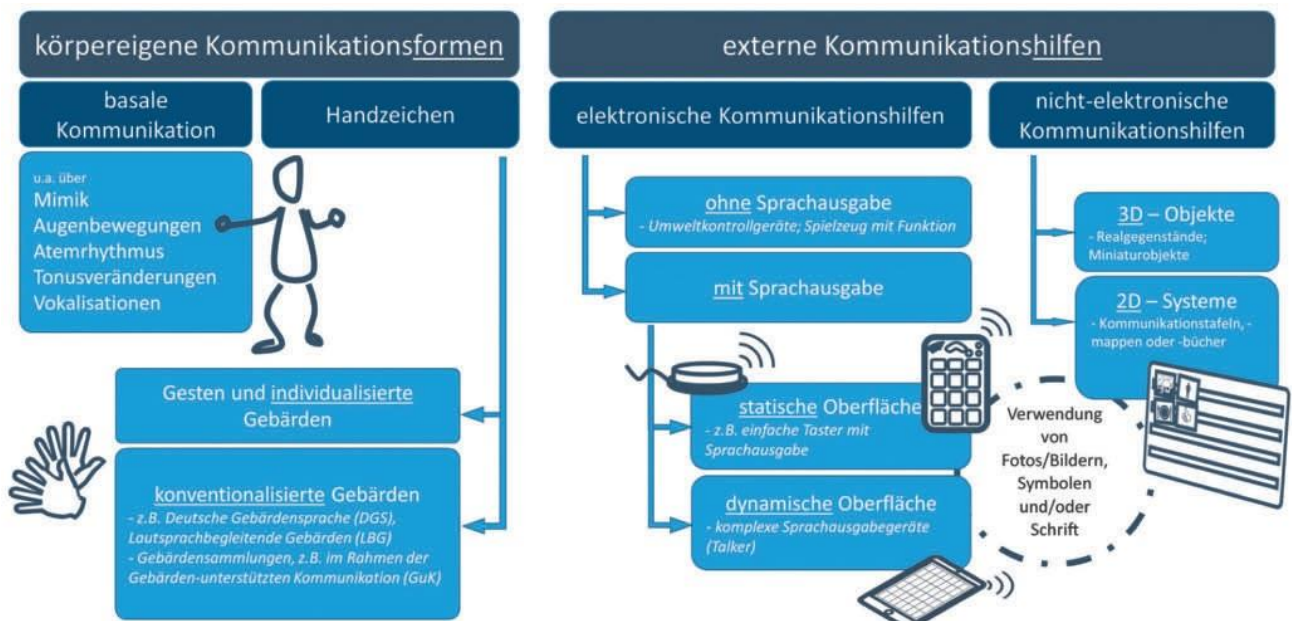 körpereigene Kommunikationsformen
basale
Kommunikation
Handzeichen
u.a. über
Mimik
Augenbewegungen
Atemrhythmus
Tonusveränderungen
Vokalisationen
Gesten und individualisierte
Gebärden
konventionalisierte Gebärden
- z.B. Deutsche Gebärdensprache (DGS),
Lautsprachbegleitende Gebärden (LBG)
- Gebärdensammlungen, z.B. im Rahmen der
Gebärden-unterstützten Kommunikation (GuK)
externe Kommunikationshilfen
elektronische Kommunikationshilfen
ohne Sprachausgabe
- Umweltkontrollgeräte; Spielzeug mit Funktion
mit Sprachausgabe
statische Oberfläche
- z.B. einfache Taster mit
Sprachausgabe
dynamische Oberfläche
- komplexe Sprachausgabegeräte
(Talker)
nicht-elektronische
Kommunikationshilfen
3D – Objekte
- Realgegenstände;
Miniaturobjekte
2D – Systeme
- Kommunikationstafeln, -
mappen oder -bücher
Verwendung
von
Fotos/Bildern,
Symbolen
und/oder
Schrift